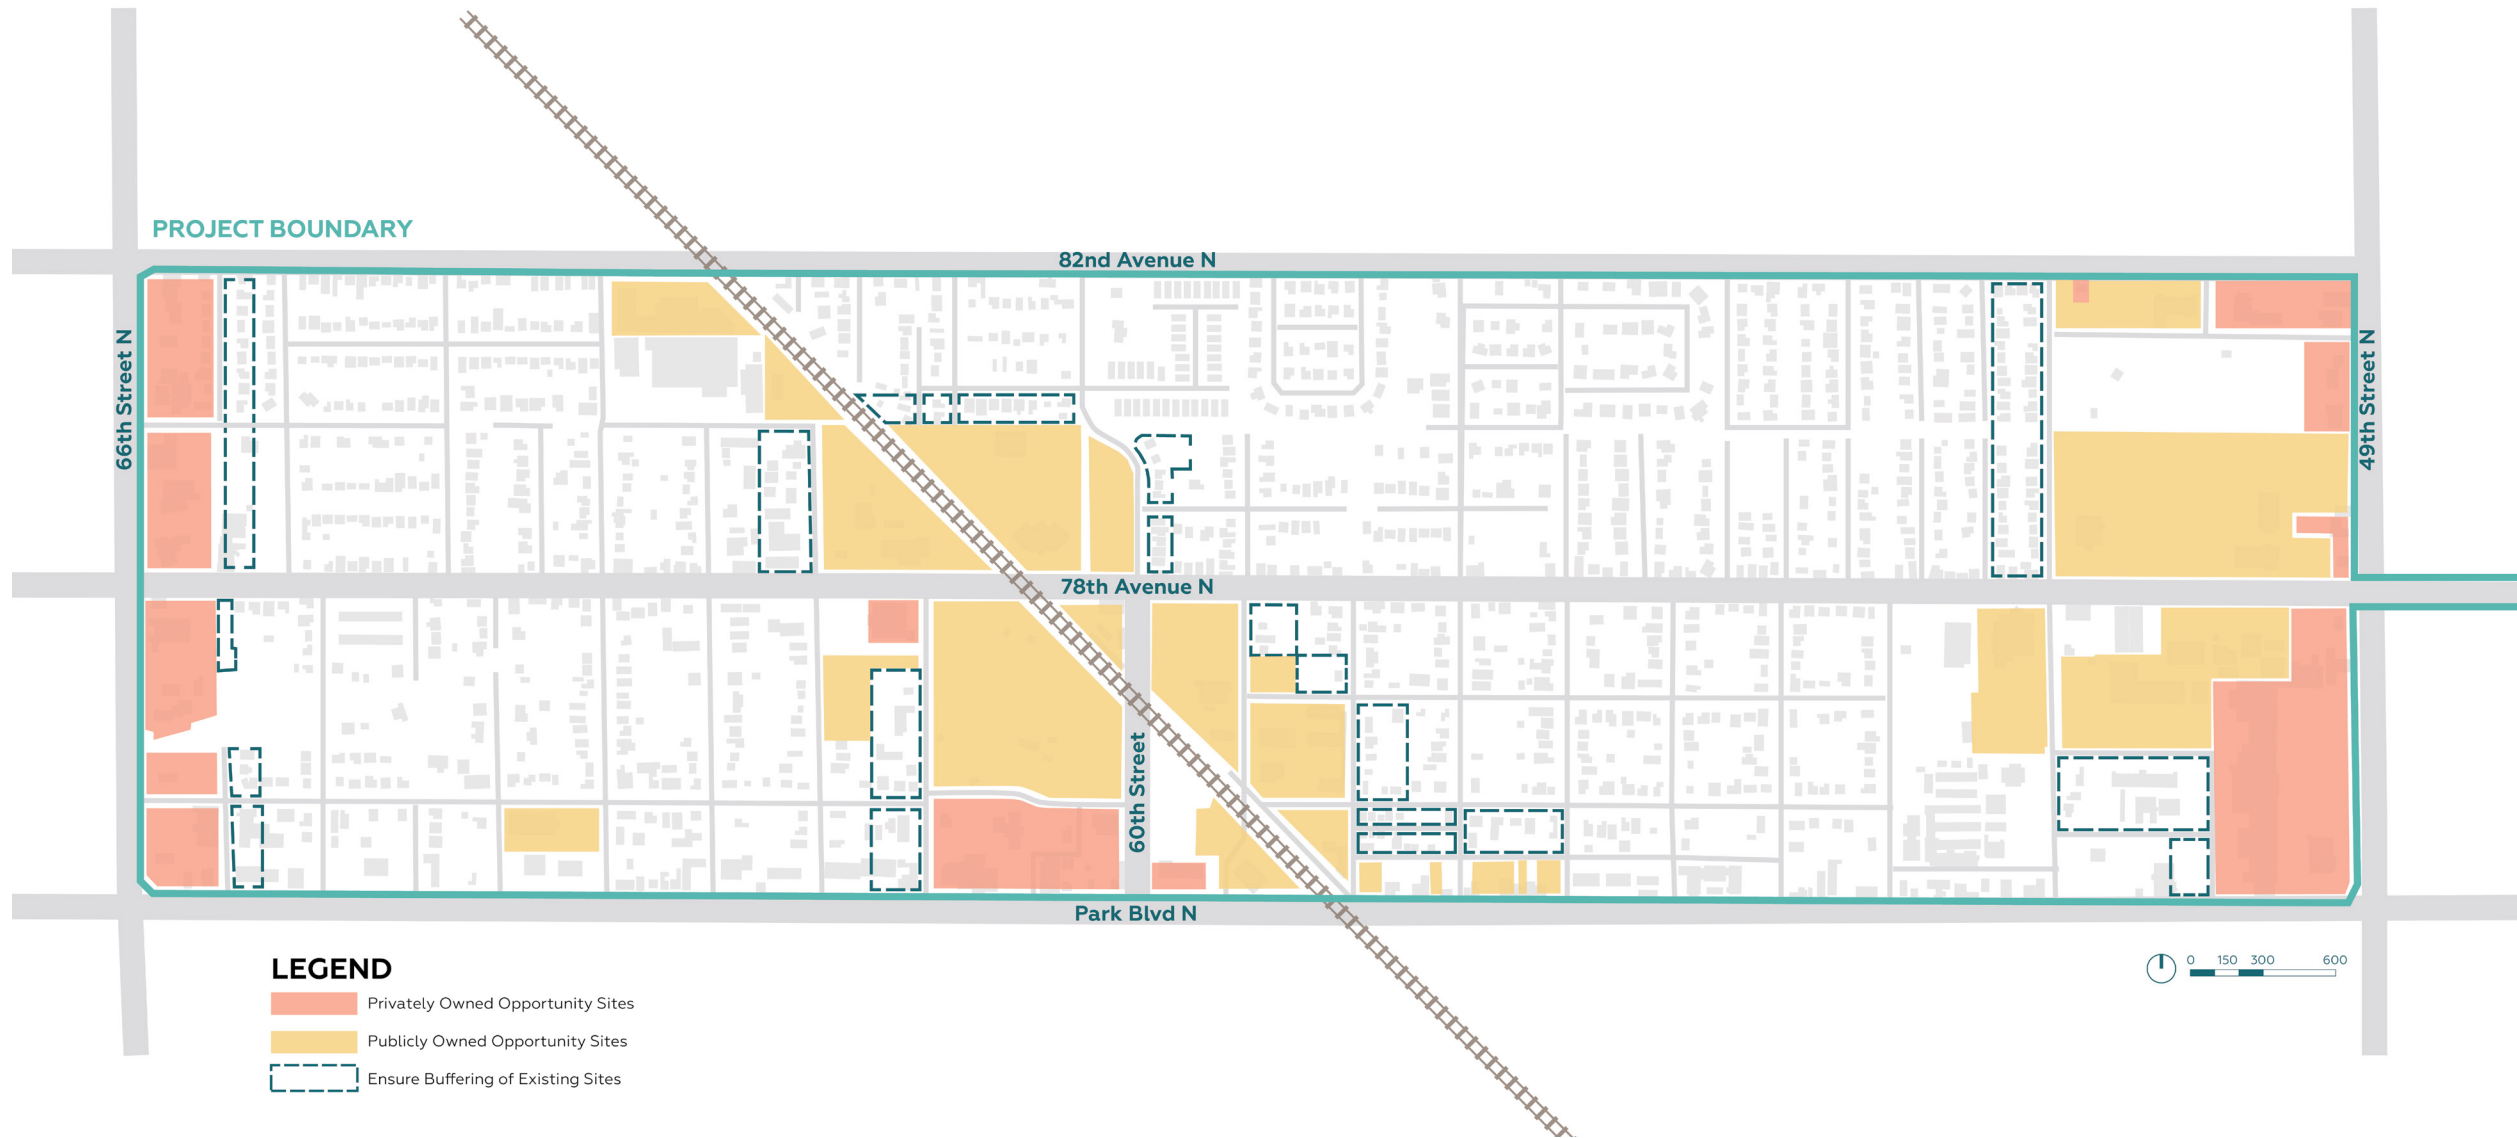 PROJECT BOUNDARY
82nd Avenue N
66th Street N
49th Street N
78th Avenue N
60th Street
Park Blvd N
LEGEND
Privately Owned Opportunity Sites
Publicly Owned Opportunity Sites
Ensure Buffering of Existing Sites
0 150 300 600